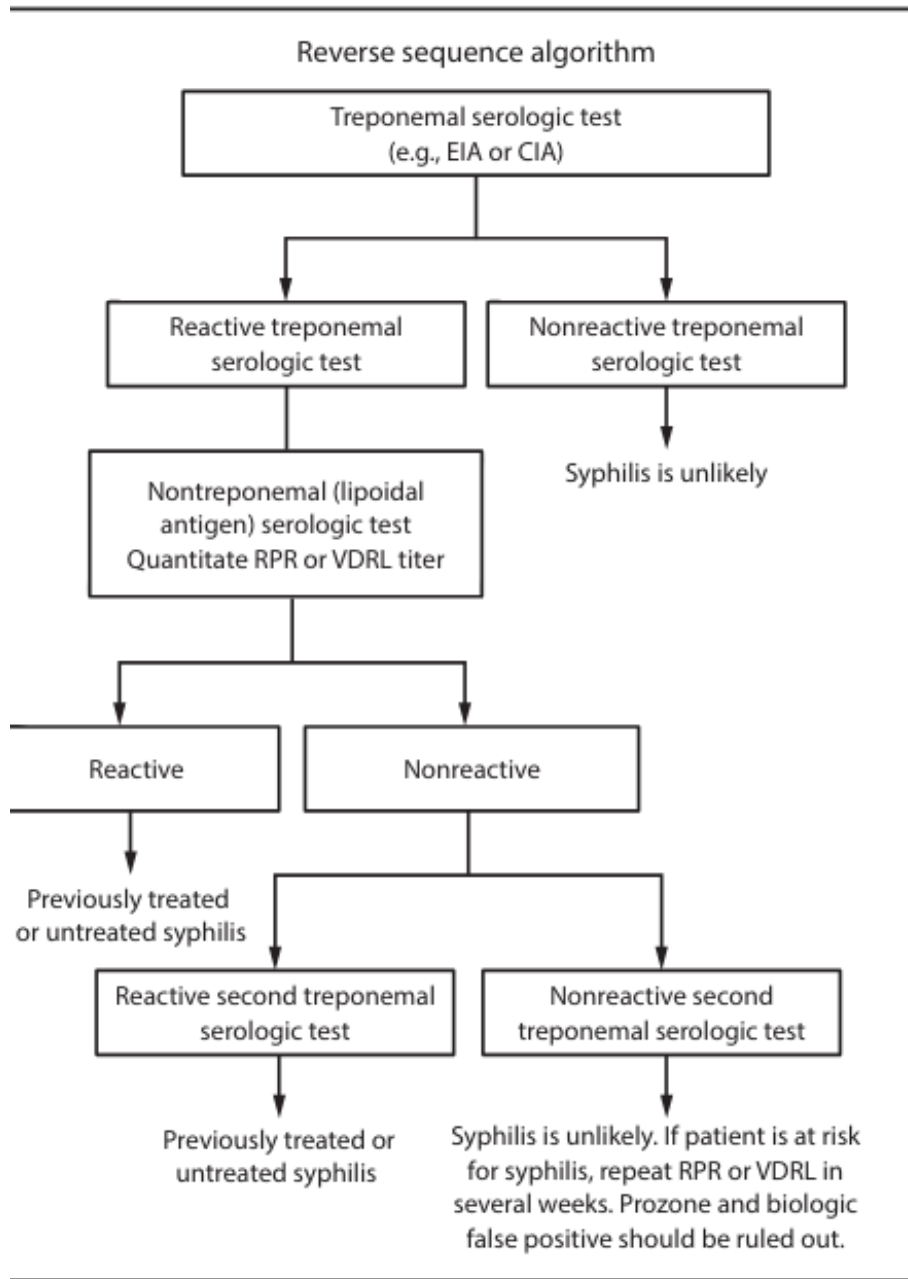 Reverse sequence algorithm
Treponemal serologic test
(e.g., EIA or CIA)
Reactive treponemal
serologic test
Nonreactive treponemal
serologic test
Syphilis is unlikely
Nontreponemal (lipoidal
antigen) serologic test
Quantitate RPR or VDRL titer
Reactive
Nonreactive
Previously treated
or untreated syphilis
Reactive second treponemal
serologic test
Nonreactive second
treponemal serologic test
Previously treated or
untreated syphilis
Syphilis is unlikely. If patient is at risk
for syphilis, repeat RPR or VDRL in
several weeks. Prozone and biologic
false positive should be ruled out.